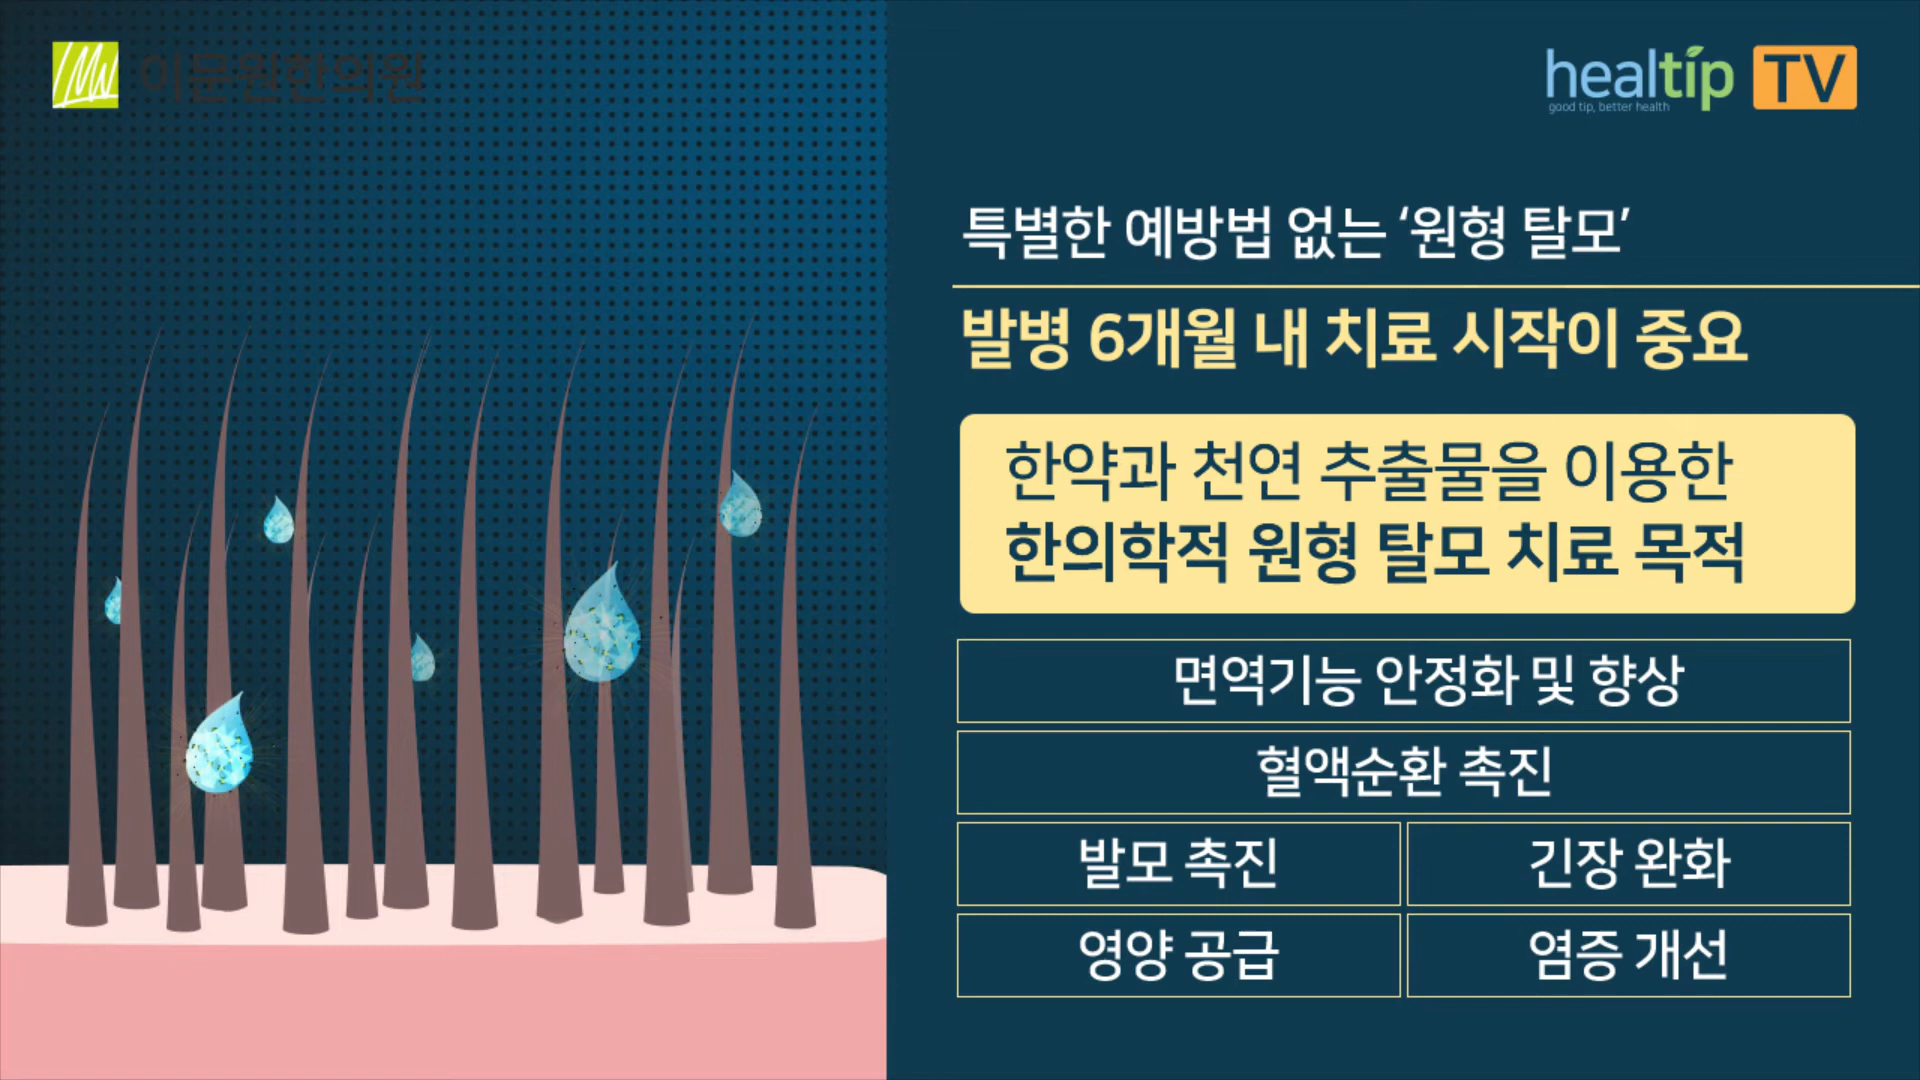 이문원한의원
healtip TV
good tip, better health
특별한 예방법 없는 ‘원형 탈모’
발병 6개월 내 치료 시작이 중요
한약과 천연 추출물을 이용한
한의학적 원형 탈모 치료 목적
면역기능 안정화 및 향상
혈액순환 촉진
발모 촉진
긴장 완화
영양 공급
염증 개선